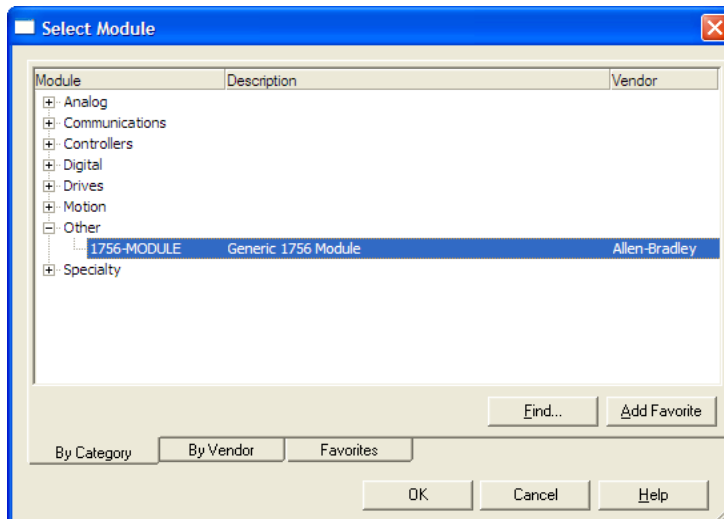 Select Module
Module Description Vendor
Analog
Communications
Controllers
Digital
Drives
Motion
Other
1756-MODULE Generic 1756 Module Allen-Bradley
Specialty
Find... Add Favorite
By Category By Vendor Favorites
OK Cancel Help